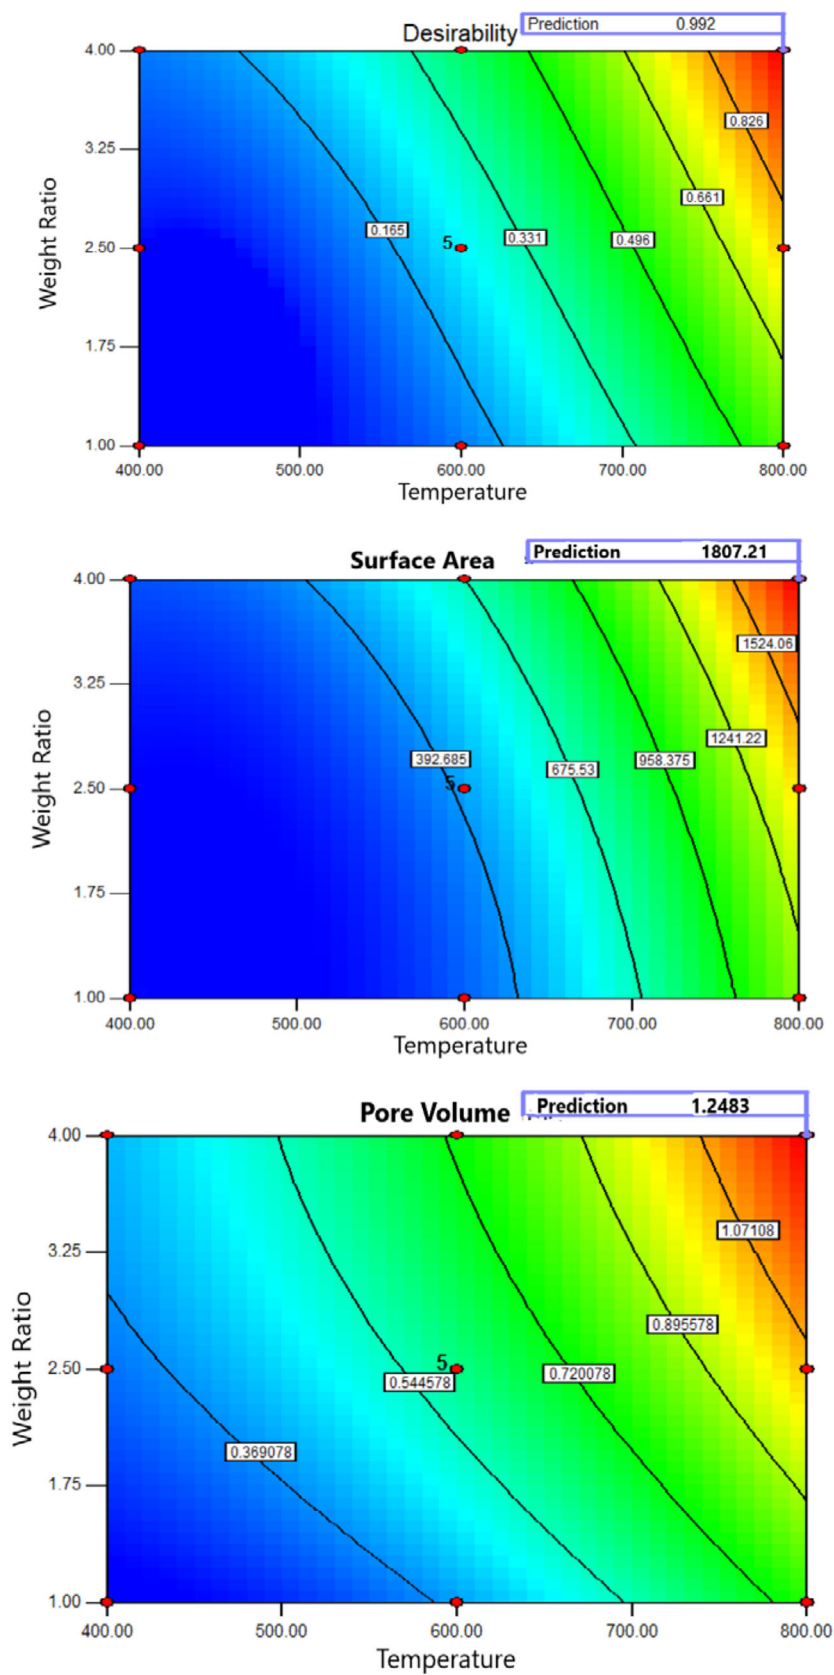 Desirability
Prediction 0.992
4.00
3.25
2.50
1.75
1.00
Weight Ratio
0.826
0.661
0.165
5
0.331
0.496
400.00 500.00 600.00 700.00 800.00
Temperature
Surface Area
Prediction 1807.21
4.00
3.25
2.50
1.75
1.00
Weight Ratio
1524.06
1241.22
392.685
675.53
958.375
5
400.00 500.00 600.00 700.00 800.00
Temperature
Pore Volume
Prediction 1.2483
4.00
3.25
2.50
1.75
1.00
Weight Ratio
1.07108
0.895578
5
0.544578
0.720078
0.369078
400.00 500.00 600.00 700.00 800.00
Temperature